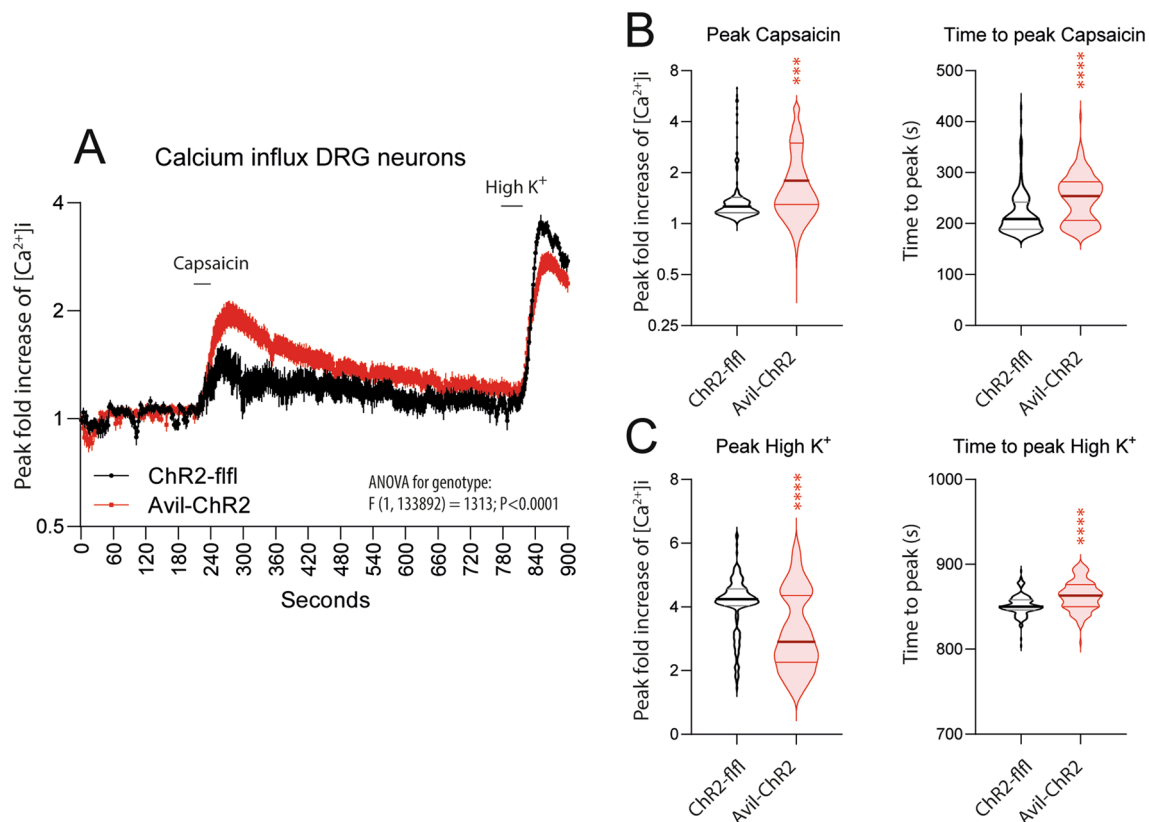 A
Calcium influx DRG neurons
Peak fold increase of [Ca²⁺]i
4
2
1
0.5
Capsaicin
High K⁺
ChR2-flfl
Avil-ChR2
ANOVA for genotype:
F (1, 133892) = 1313; P<0.0001
0 60 120 180 240 300 360 420 480 540 600 660 720 780 840 900
Seconds
B
Peak Capsaicin
Peak fold increase of [Ca²⁺]i
8
4
2
1
0.5
0.25
***
ChR2-flfl
Avil-ChR2
Time to peak Capsaicin
Time to peak (s)
500
400
300
200
300
0
****
ChR2-flfl
Avil-ChR2
C
Peak High K⁺
Peak fold increase of [Ca²⁺]i
8
6
4
2
0
****
ChR2-flfl
Avil-ChR2
Time to peak High K⁺
Time to peak (s)
1000
900
800
700
****
ChR2-flfl
Avil-ChR2